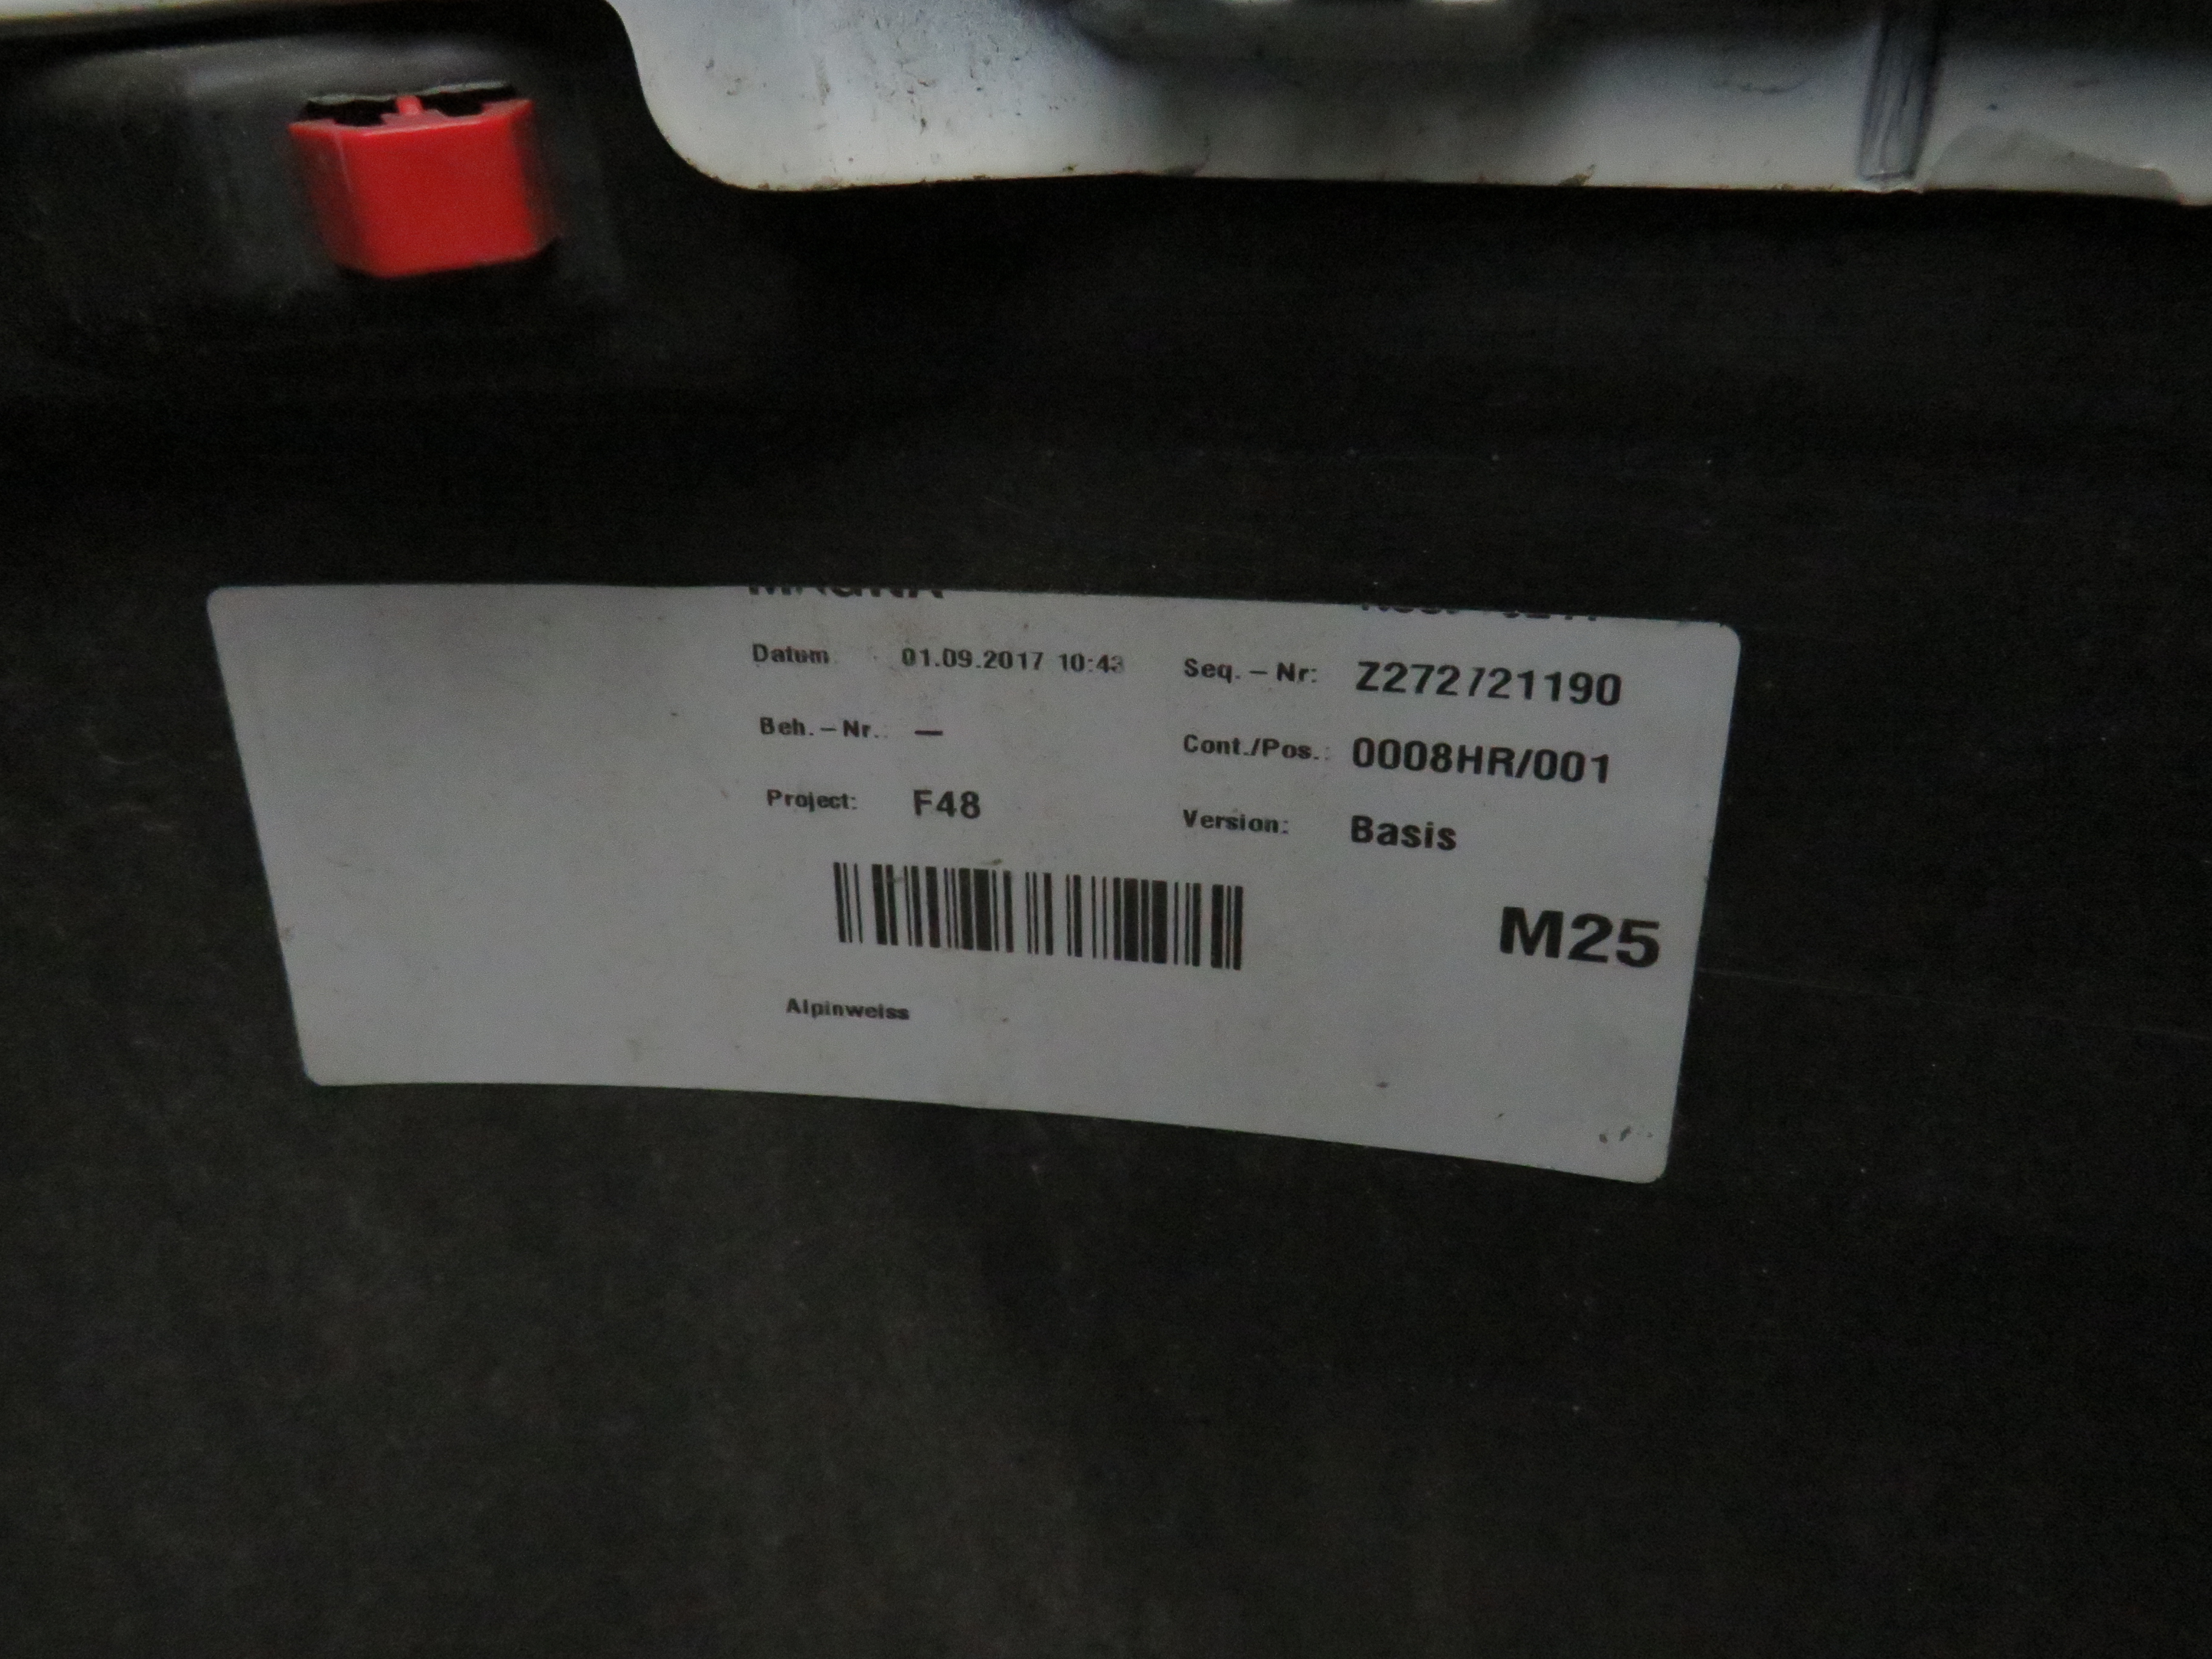 MAGNA
Datum 01.09.2017 10:43 Seq.-Nr: Z272721190
Beh.-Nr.: — Cont./Pos.: 0008HR/001
Project: F48 Version: Basis
M25
Alpinweiss